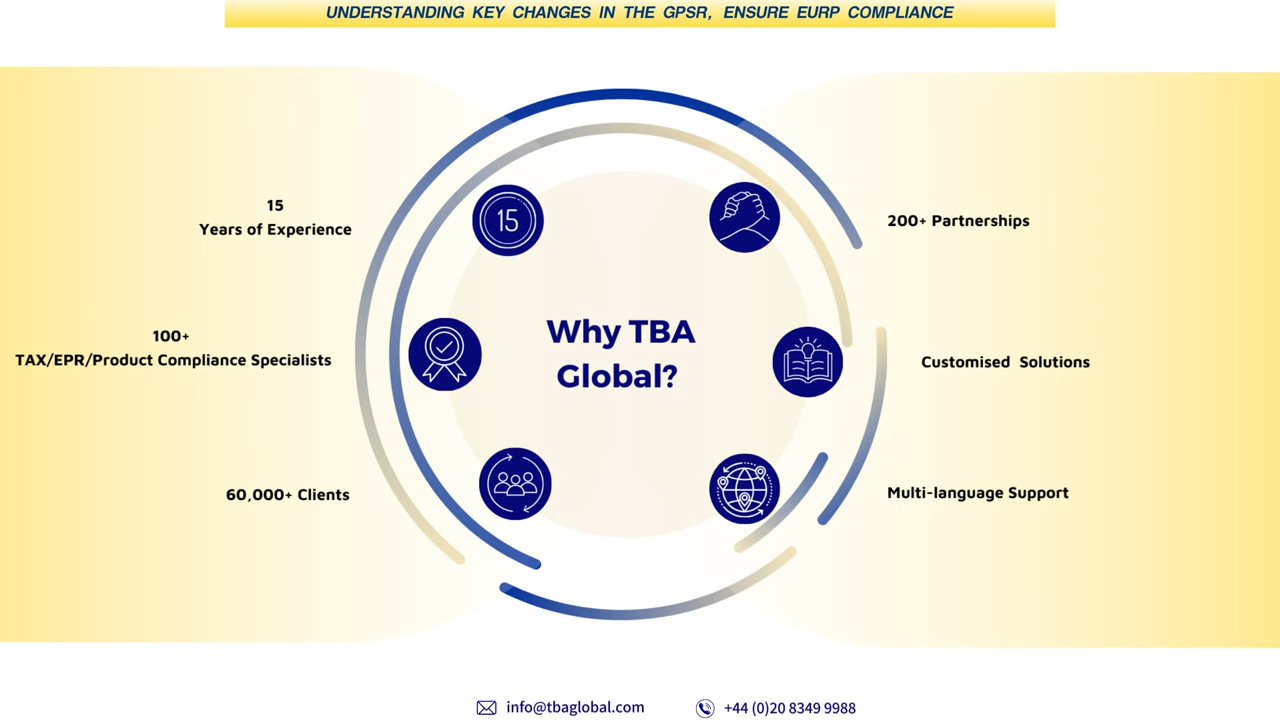 UNDERSTANDING KEY CHANGES IN THE GPSR, ENSURE EURP COMPLIANCE
15
Years of Experience
15
200+ Partnerships
100+
TAX/EPR/Product Compliance Specialists
Why TBA
Global?
Customised Solutions
60,000+ Clients
Multi-language Support
info@tbaglobal.com
+44 (0)20 8349 9988